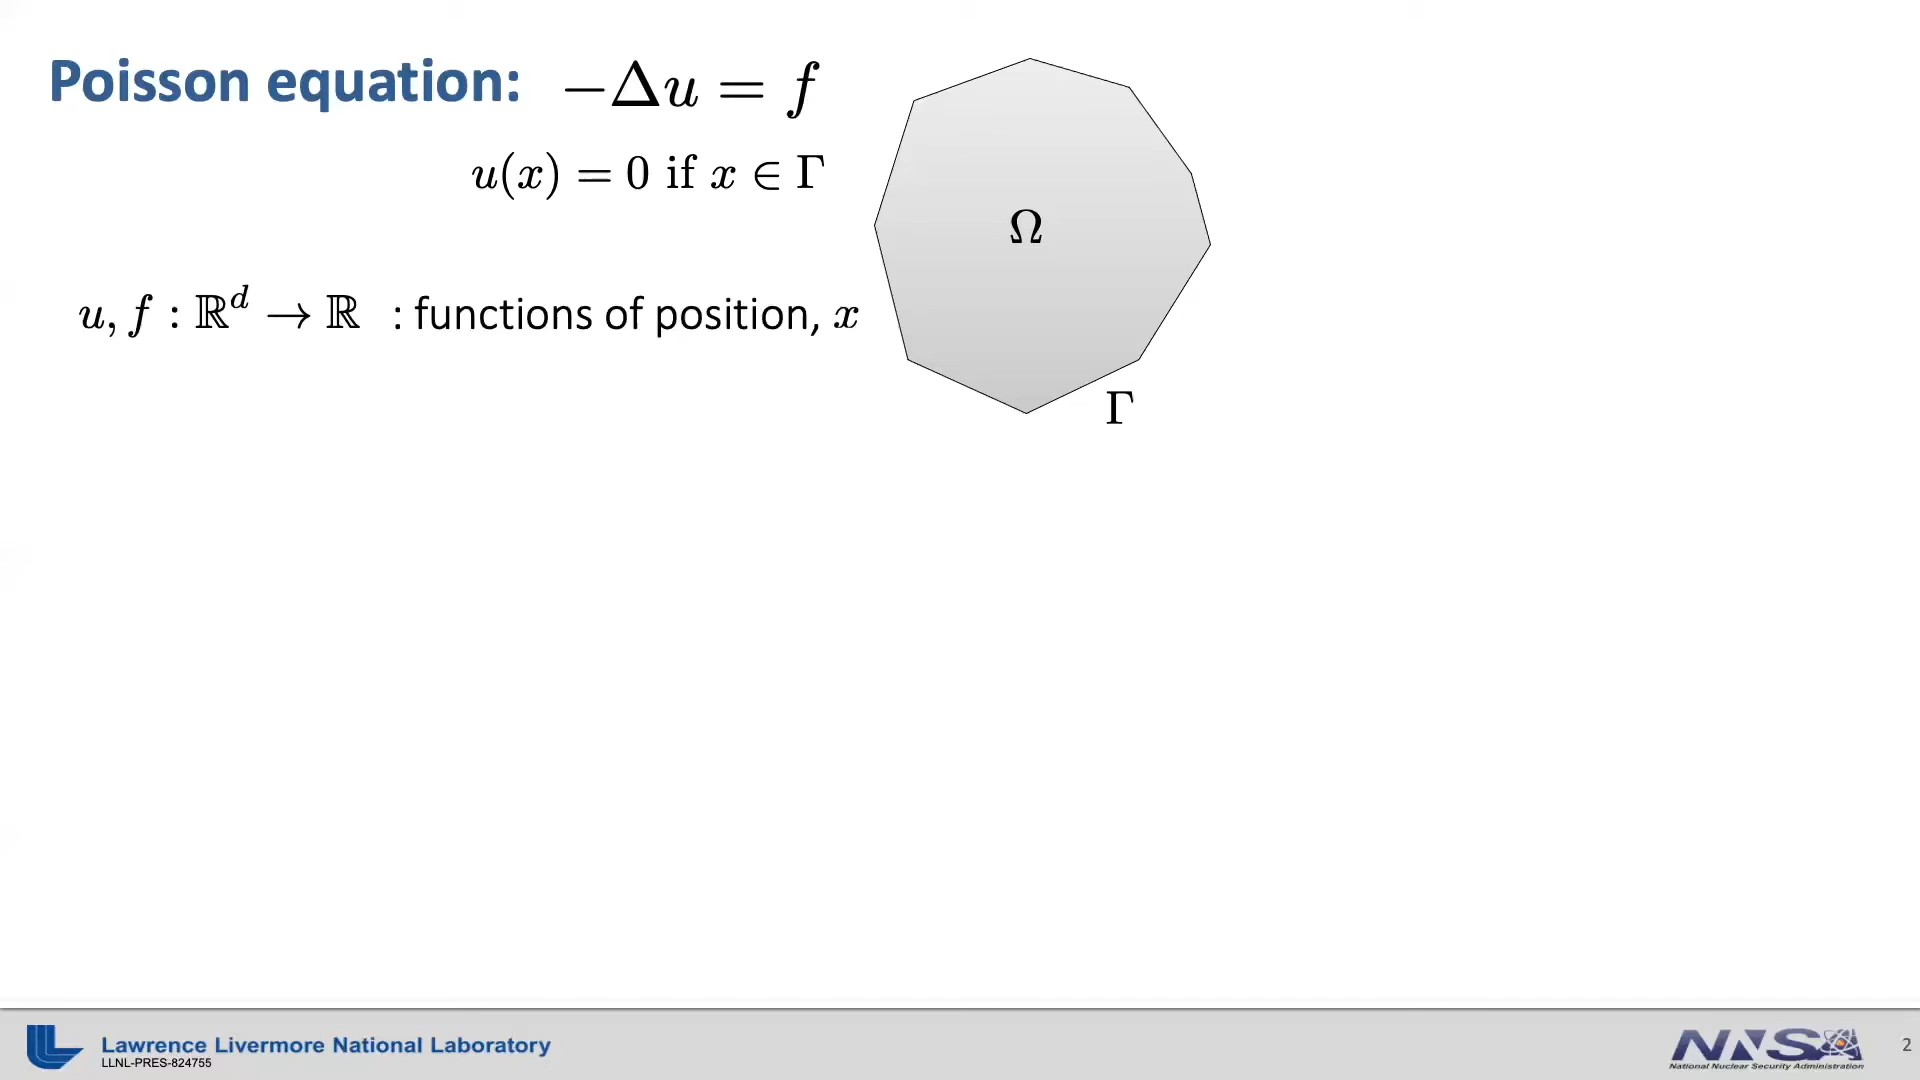 Poisson equation: −Δu = f
u(x) = 0 if x ∈ Γ
Ω
u, f : ℝᵈ → ℝ : functions of position, x
Γ
Lawrence Livermore National Laboratory
LLNL-PRES-824755
NNSA
National Nuclear Security Administration
2